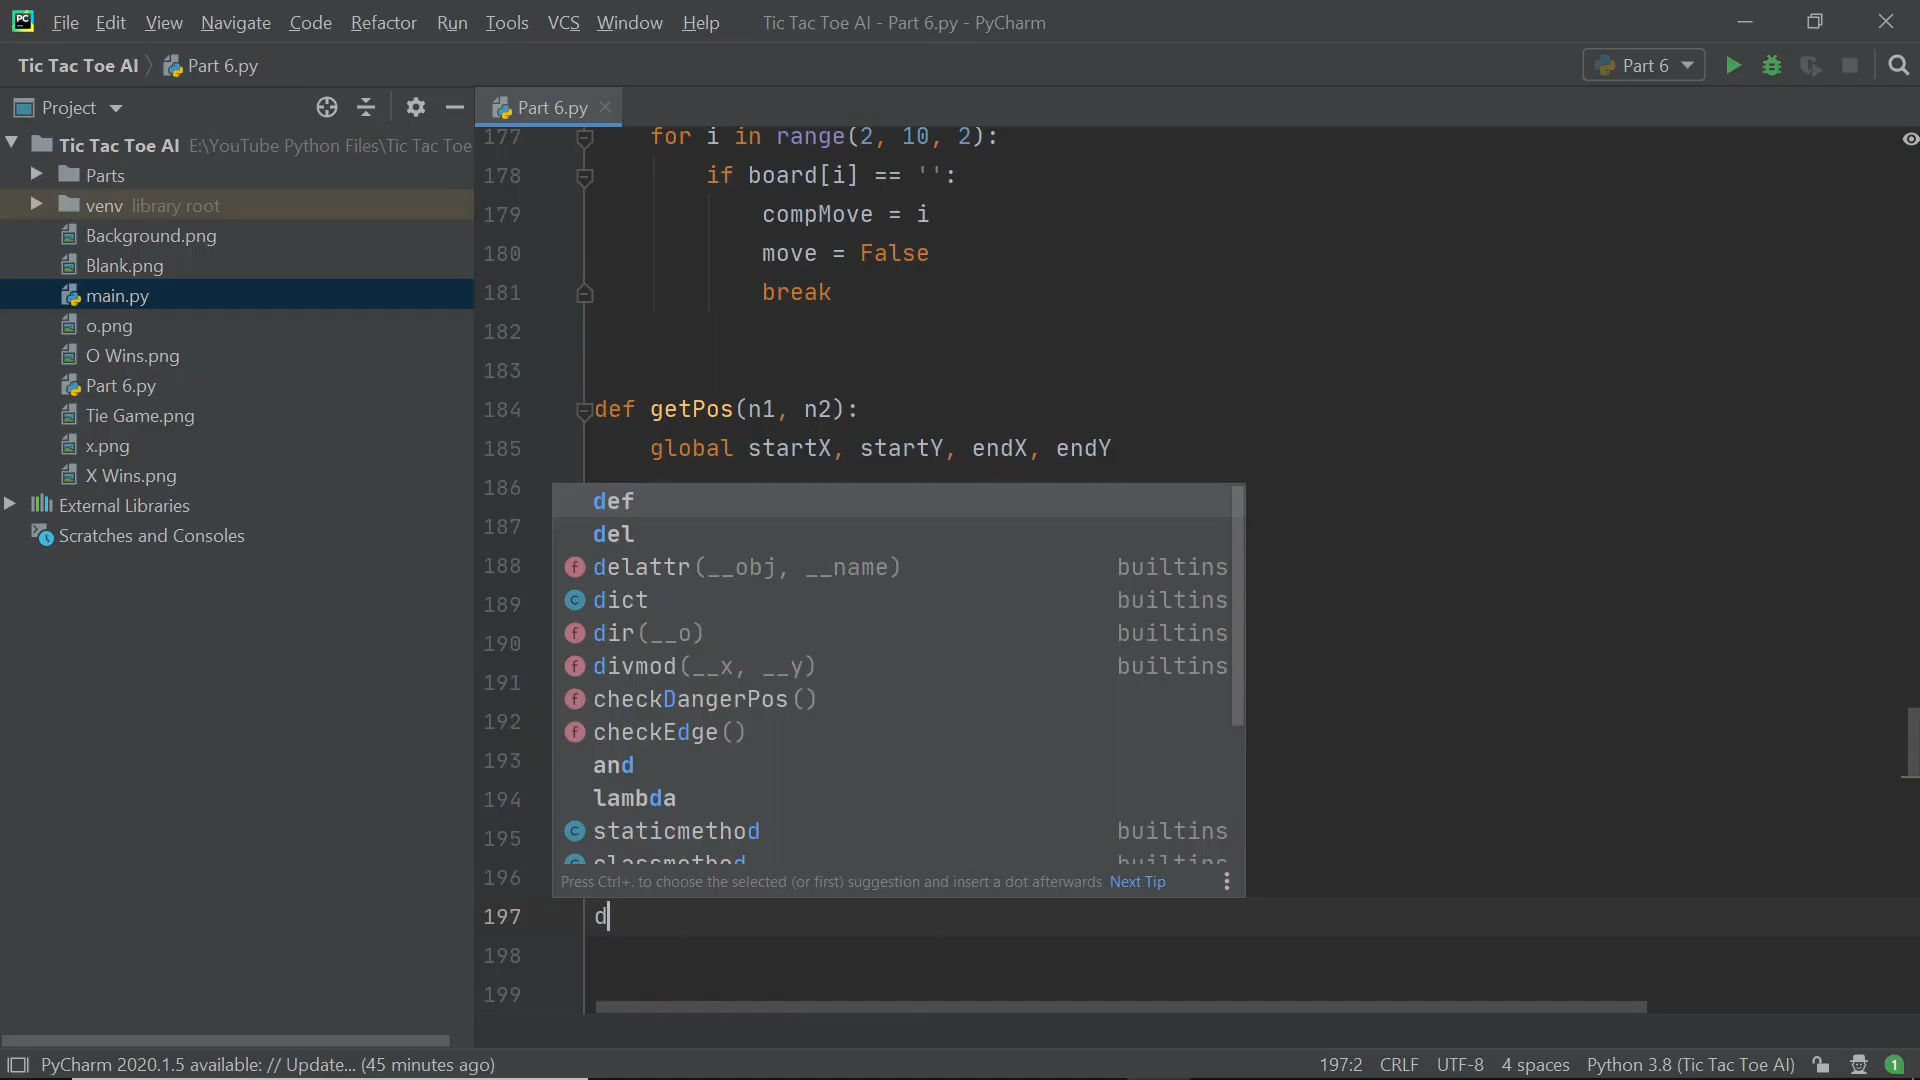 PC File Edit View Navigate Code Refactor Run Tools VCS Window Help Tic Tac Toe AI - Part 6.py - PyCharm
Tic Tac Toe AI Part 6.py Part 6
Project Part 6.py
Tic Tac Toe AI E:\YouTube Python Files\Tic Tac Toe
Parts
venv library root
Background.png
Blank.png
main.py
o.png
O Wins.png
Part 6.py
Tie Game.png
x.png
X Wins.png
External Libraries
Scratches and Consoles
177 for i in range(2, 10, 2):
178 if board[i] == '':
179 compMove = i
180 move = False
181 break
182
183
184 def getPos(n1, n2):
185 global startX, startY, endX, endY
186
187
188
189
190
191
192
193
194
195
196
def
del
f delattr(__obj, __name) builtins
c dict builtins
f dir(__o) builtins
f divmod(__x, __y) builtins
f checkDangerPos()
f checkEdge()
and
lambda
c staticmethod builtins
classmethod builtins
Press Ctrl+. to choose the selected (or first) suggestion and insert a dot afterwards Next Tip
197 d
198
199
PyCharm 2020.1.5 available: // Update... (45 minutes ago) 197:2 CRLF UTF-8 4 spaces Python 3.8 (Tic Tac Toe AI) 1